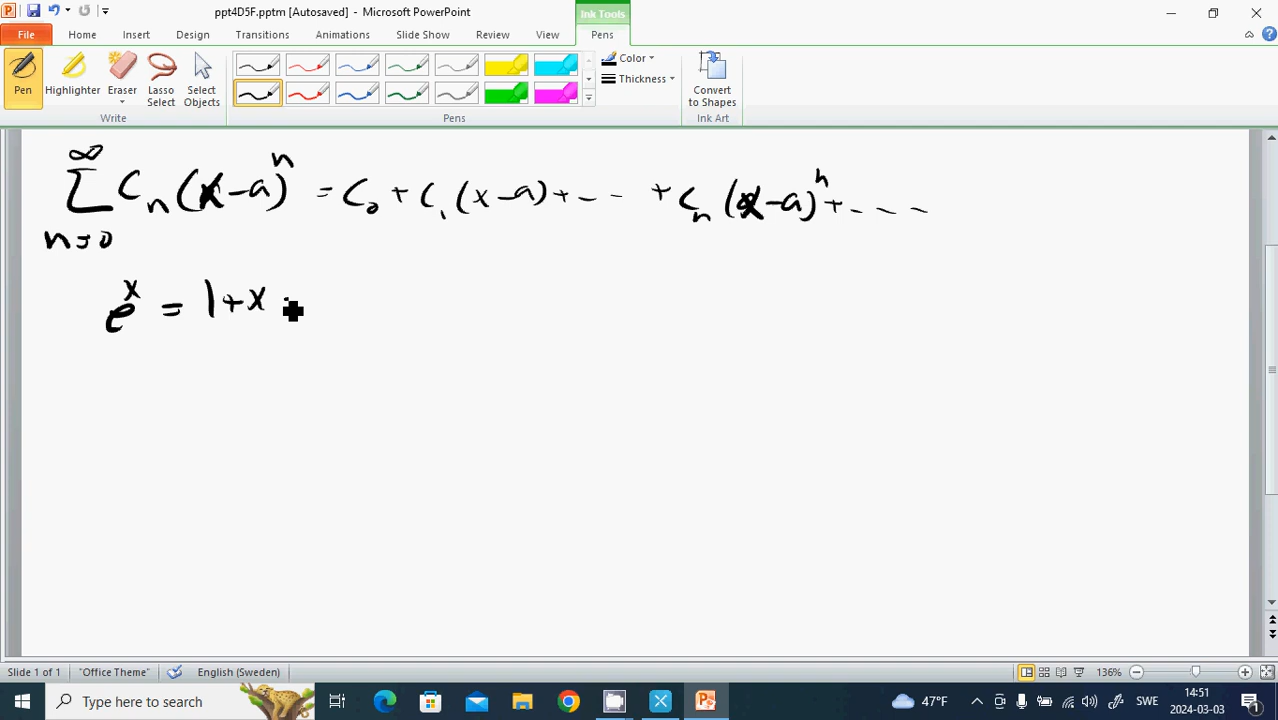 ppt4D5F.pptm [Autosaved] - Microsoft PowerPoint
Ink Tools
File Home Insert Design Transitions Animations Slide Show Review View Pens
Pen Highlighter Eraser Lasso Select Select Objects
Color
Thickness
Convert to Shapes
Write Pens Ink Art
∞
∑ Cn (x-a)^n = C0 + C1 (x-a) + --- + Cn (x-a)^n + ---
n=0
e^x = 1+x
Slide 1 of 1 "Office Theme" English (Sweden) 136%
Type here to search 47°F SWE 14:51
2024-03-03 1